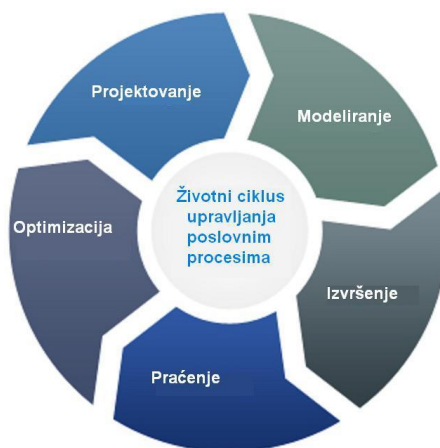 Projektovanje
Modeliranje
Životni ciklus
upravljanja
poslovnim
procesima
Optimizacija
Izvršenje
Praćenje